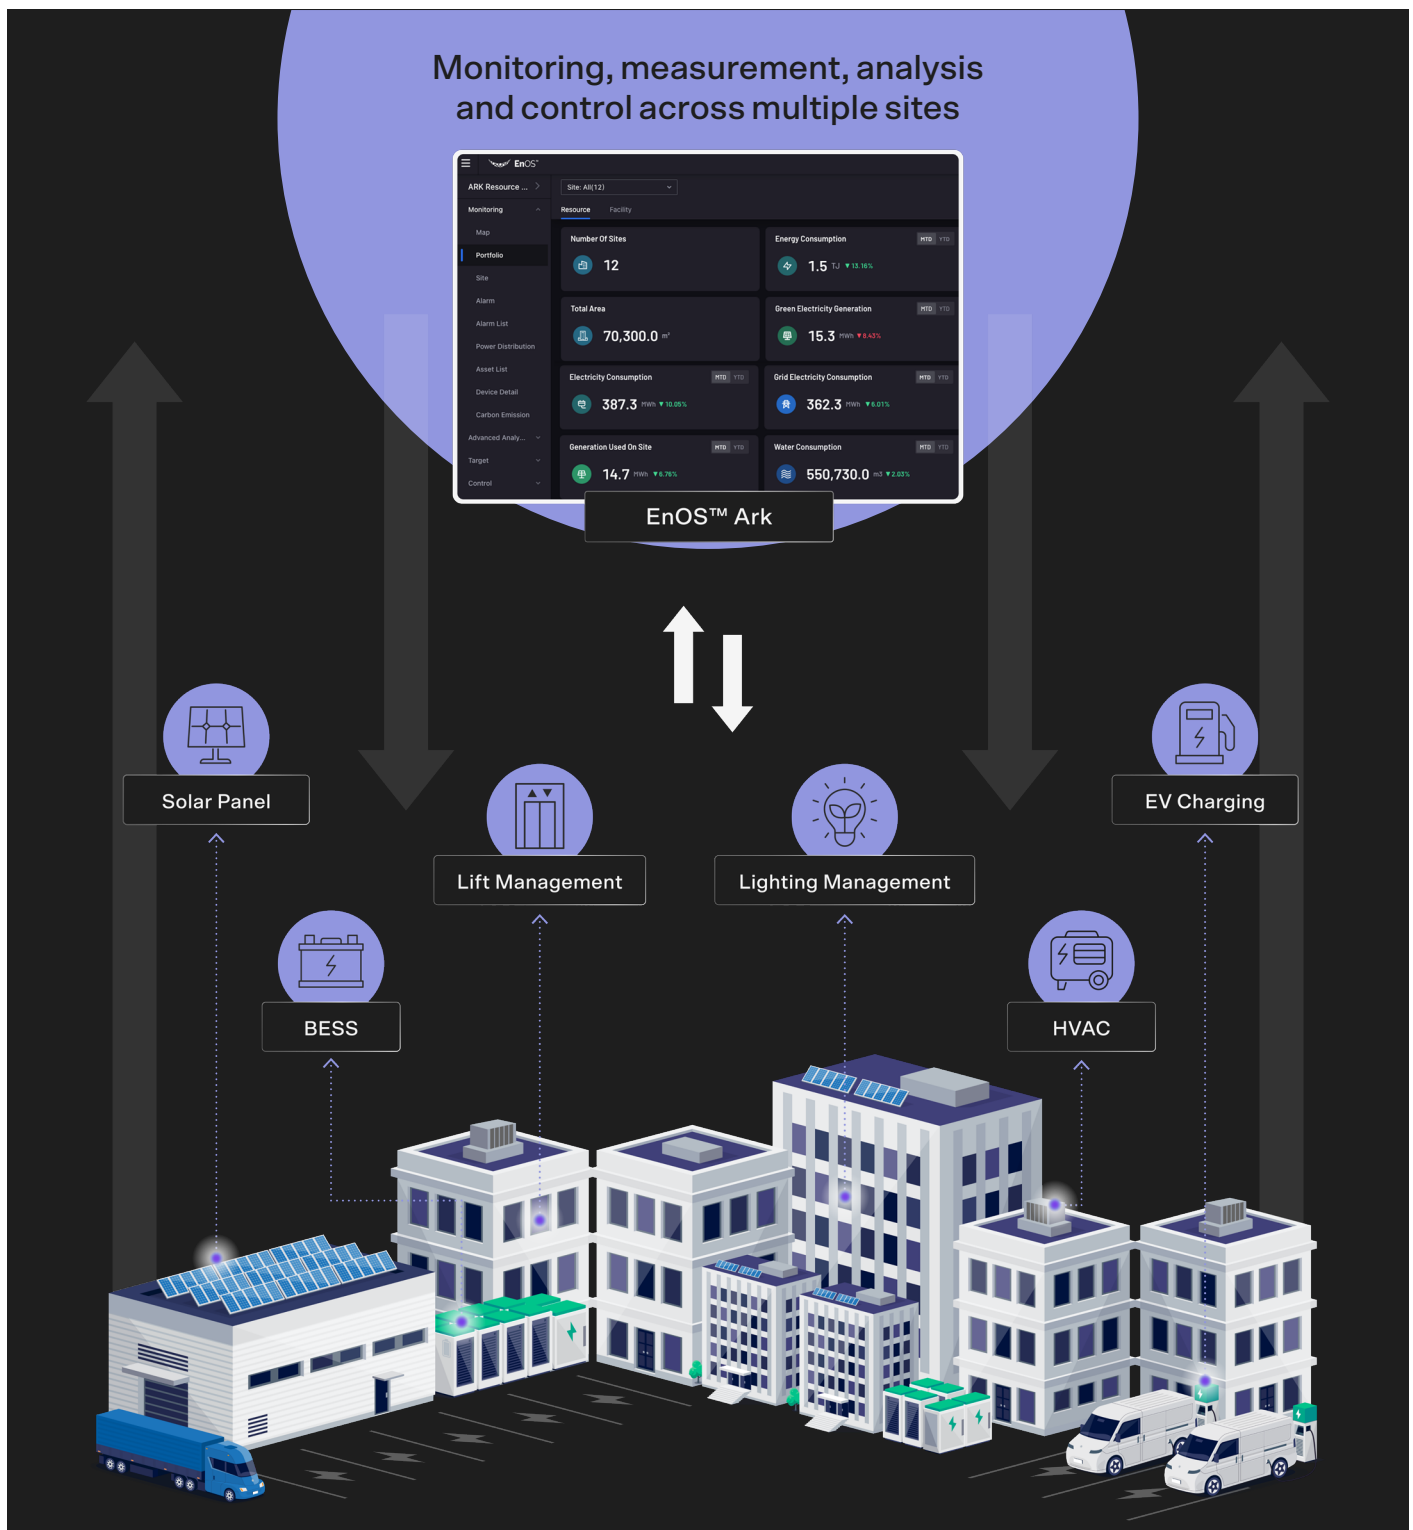 Monitoring, measurement, analysis
and control across multiple sites
EnOS™
ARK Resource ...
Site: All(12)
Monitoring
Resource
Facility
Map
Portfolio
Site
Alarm
Alarm List
Power Distribution
Asset List
Device Detail
Carbon Emission
Advanced Analy...
Target
Control
Number Of Sites
12
Energy Consumption
MTD YTD
1.5 TJ ▼13.16%
Total Area
70,300.0 m²
Green Electricity Generation
MTD YTD
15.3 MWh ▼8.43%
Electricity Consumption
MTD YTD
387.3 MWh ▼10.05%
Grid Electricity Consumption
MTD YTD
362.3 MWh ▼6.01%
Generation Used On Site
MTD YTD
14.7 MWh ▼6.76%
Water Consumption
MTD YTD
550,730.0 m3 ▼2.03%
EnOS™ Ark
Solar Panel
EV Charging
Lift Management
Lighting Management
BESS
HVAC